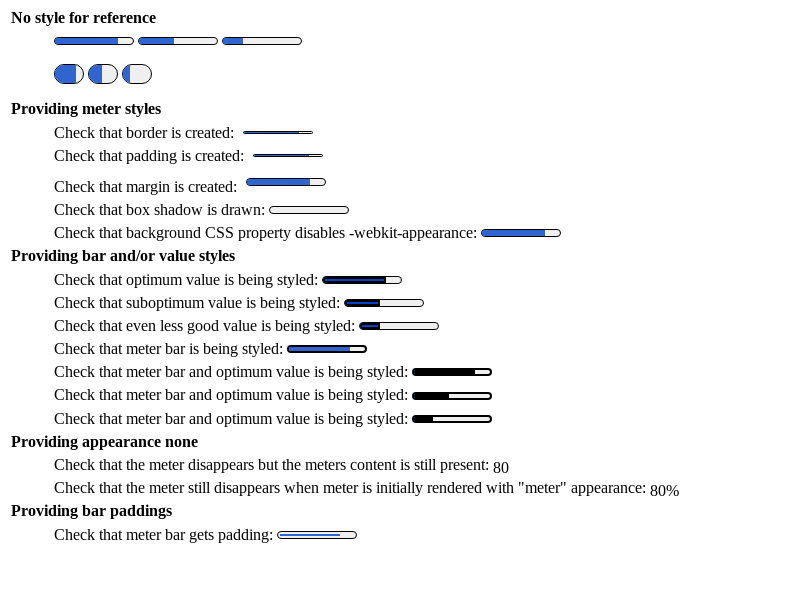 No style for reference
Providing meter styles
Check that border is created:
Check that padding is created:
Check that margin is created:
Check that box shadow is drawn:
Check that background CSS property disables -webkit-appearance:
Providing bar and/or value styles
Check that optimum value is being styled:
Check that suboptimum value is being styled:
Check that even less good value is being styled:
Check that meter bar is being styled:
Check that meter bar and optimum value is being styled:
Check that meter bar and optimum value is being styled:
Check that meter bar and optimum value is being styled:
Providing appearance none
Check that the meter disappears but the meters content is still present: 80
Check that the meter still disappears when meter is initially rendered with "meter" appearance: 80%
Providing bar paddings
Check that meter bar gets padding: